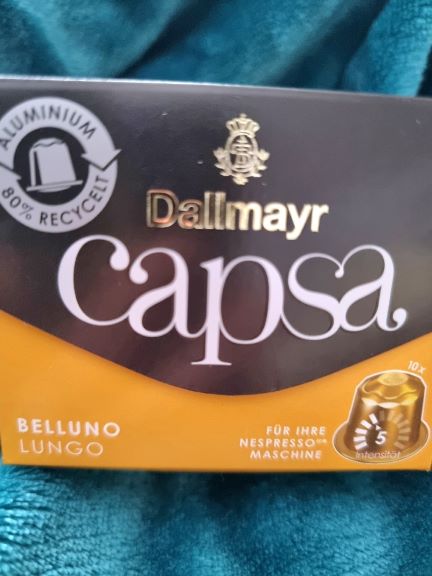 ALUMINIUM
80% RECYCELT
Dallmayr
capsa
BELLUNO
LUNGO
FÜR IHRE
NESPRESSO
MASCHINE
10x
5
Intensität